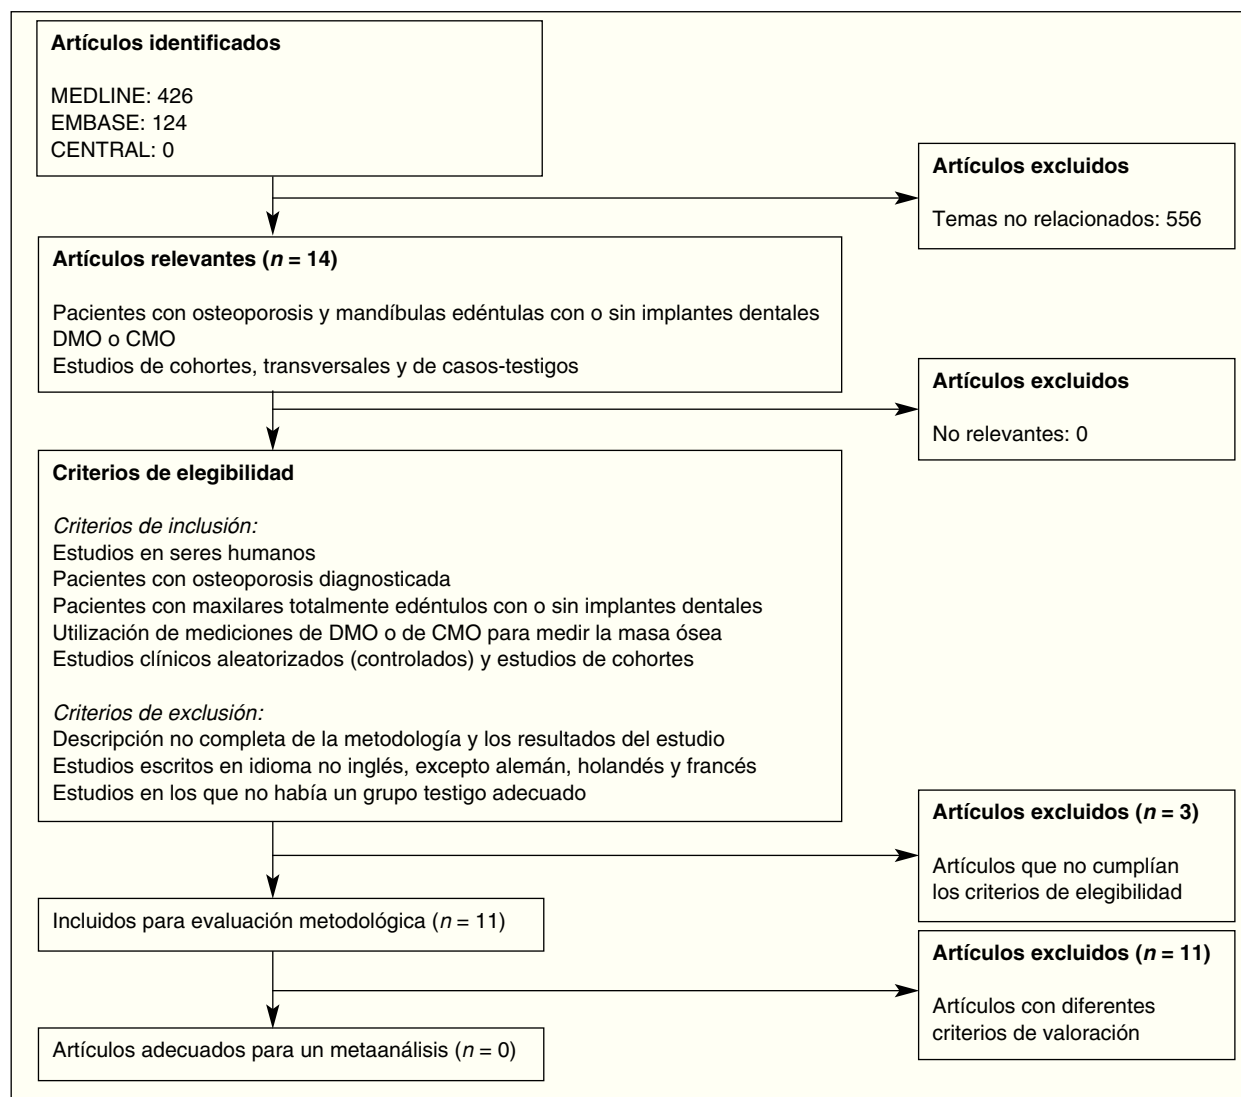 Artículos identificados
MEDLINE: 426
EMBASE: 124
CENTRAL: 0
Artículos excluidos
Temas no relacionados: 556
Artículos relevantes (n = 14)
Pacientes con osteoporosis y mandíbulas edéntulas con o sin implantes dentales
DMO o CMO
Estudios de cohortes, transversales y de casos-testigos
Artículos excluidos
No relevantes: 0
Criterios de elegibilidad
Criterios de inclusión:
Estudios en seres humanos
Pacientes con osteoporosis diagnosticada
Pacientes con maxilares totalmente edéntulos con o sin implantes dentales
Utilización de mediciones de DMO o de CMO para medir la masa ósea
Estudios clínicos aleatorizados (controlados) y estudios de cohortes
Criterios de exclusión:
Descripción no completa de la metodología y los resultados del estudio
Estudios escritos en idioma no inglés, excepto alemán, holandés y francés
Estudios en los que no había un grupo testigo adecuado
Artículos excluidos (n = 3)
Artículos que no cumplían
los criterios de elegibilidad
Incluidos para evaluación metodológica (n = 11)
Artículos excluidos (n = 11)
Artículos con diferentes
criterios de valoración
Artículos adecuados para un metaanálisis (n = 0)